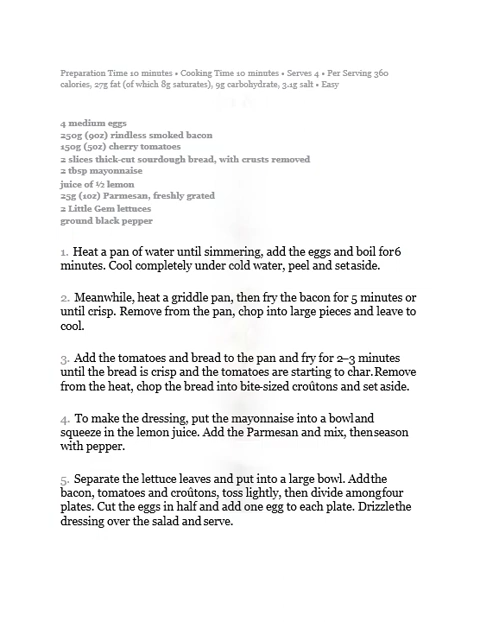 Preparation Time 10 minutes • Cooking Time 10 minutes • Serves 4 • Per Serving 360
calories, 27g fat (of which 8g saturates), 9g carbohydrate, 3.1g salt • Easy
4 medium eggs
250g (9oz) rindless smoked bacon
150g (5oz) cherry tomatoes
2 slices thick-cut sourdough bread, with crusts removed
2 tbsp mayonnaise
juice of ½ lemon
25g (1oz) Parmesan, freshly grated
2 Little Gem lettuces
ground black pepper
1. Heat a pan of water until simmering, add the eggs and boil for6
minutes. Cool completely under cold water, peel and setaside.
2. Meanwhile, heat a griddle pan, then fry the bacon for 5 minutes or
until crisp. Remove from the pan, chop into large pieces and leave to
cool.
3. Add the tomatoes and bread to the pan and fry for 2–3 minutes
until the bread is crisp and the tomatoes are starting to char.Remove
from the heat, chop the bread into bite-sized croûtons and set aside.
4. To make the dressing, put the mayonnaise into a bowland
squeeze in the lemon juice. Add the Parmesan and mix, thenseason
with pepper.
5. Separate the lettuce leaves and put into a large bowl. Addthe
bacon, tomatoes and croûtons, toss lightly, then divide amongfour
plates. Cut the eggs in half and add one egg to each plate. Drizzlethe
dressing over the salad and serve.